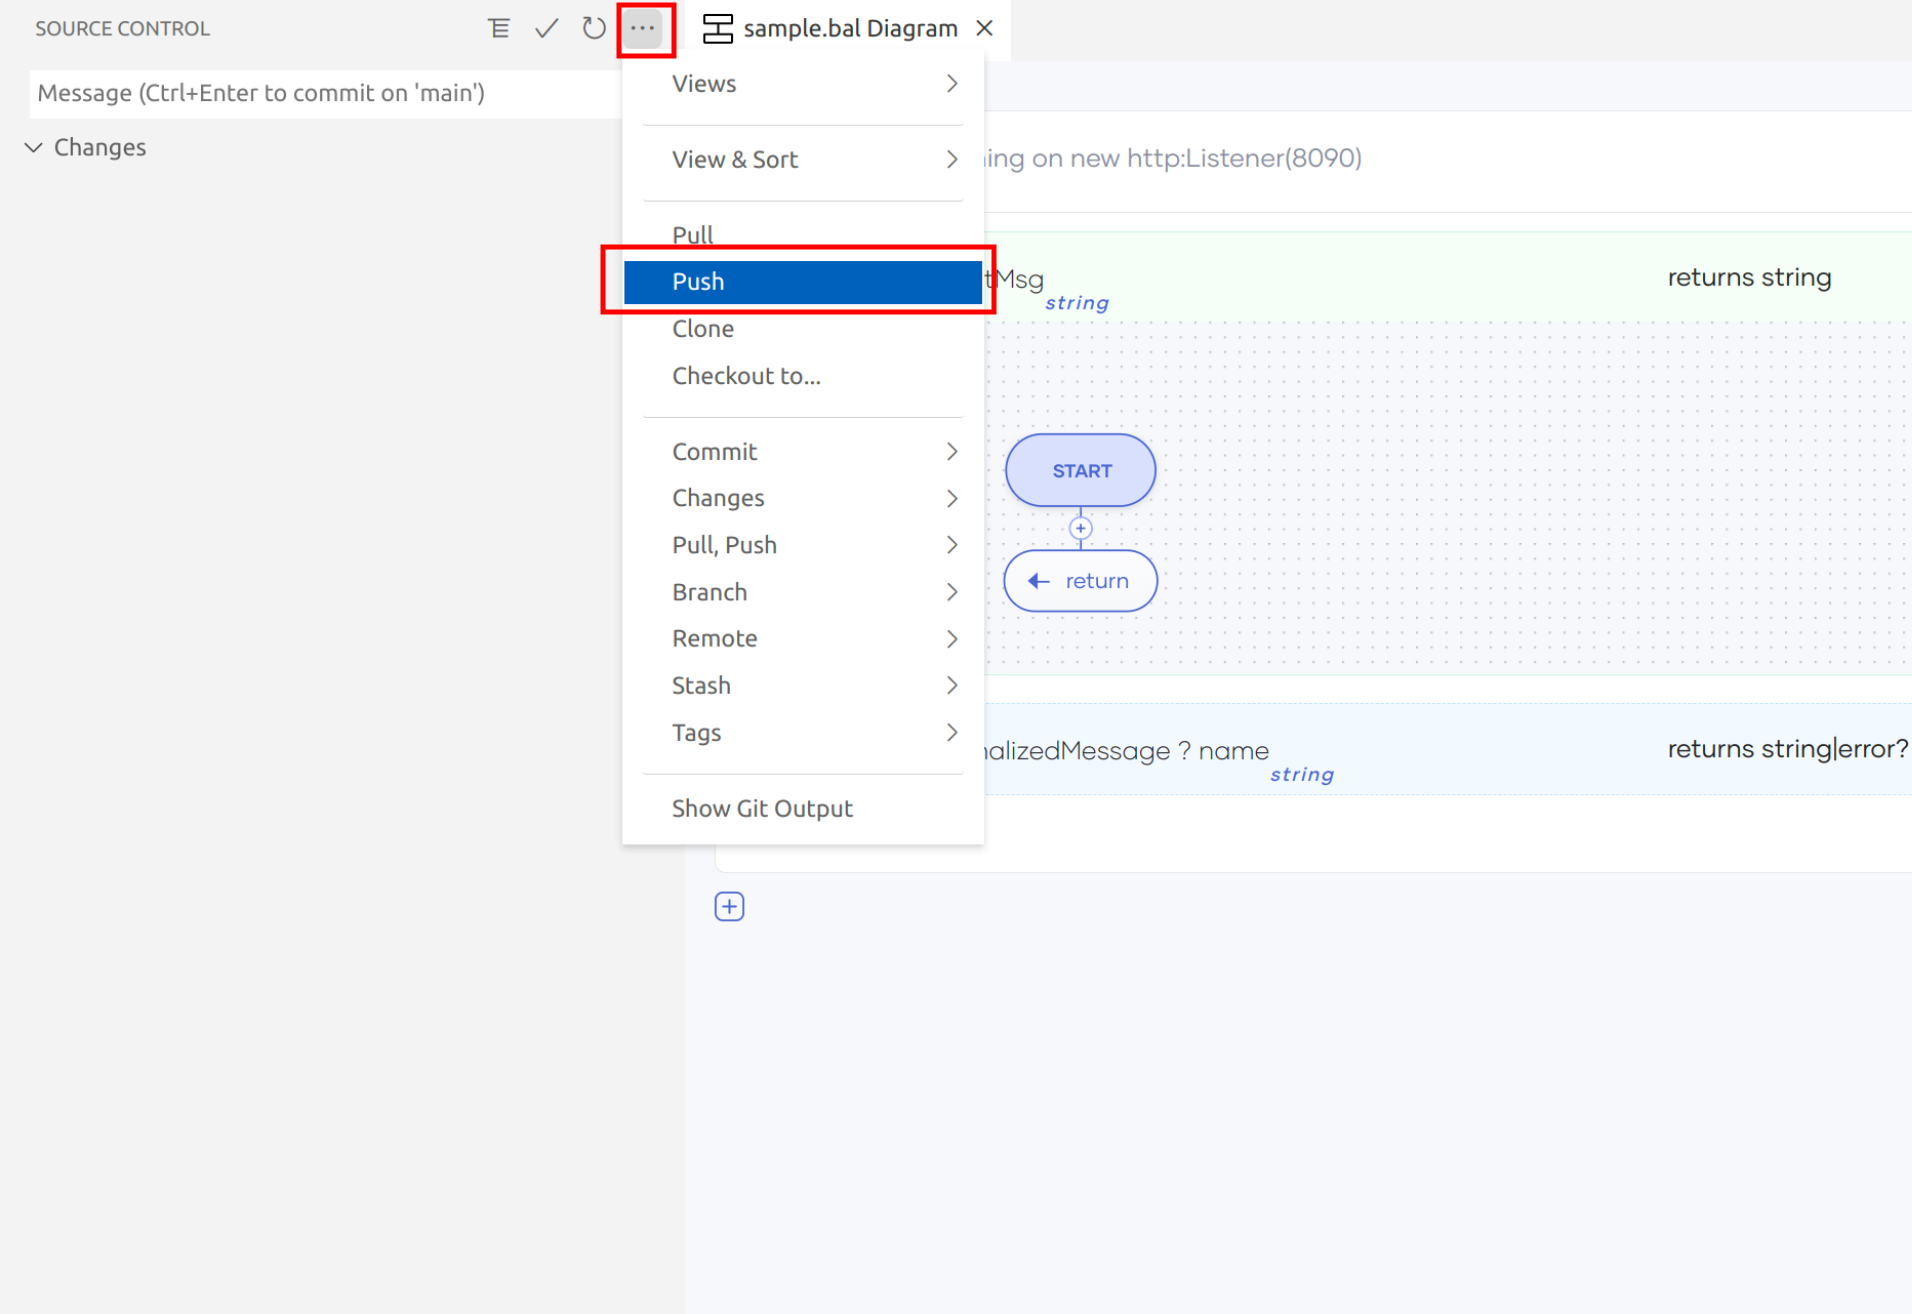 SOURCE CONTROL
sample.bal Diagram
Message (Ctrl+Enter to commit on 'main')
Changes
Views
View & Sort
Pull
Push
Clone
Checkout to...
Commit
Changes
Pull, Push
Branch
Remote
Stash
Tags
Show Git Output
on new http:Listener(8090)
tMsg
string
returns string
START
return
nalizedMessage ? name
string
returns string|error?